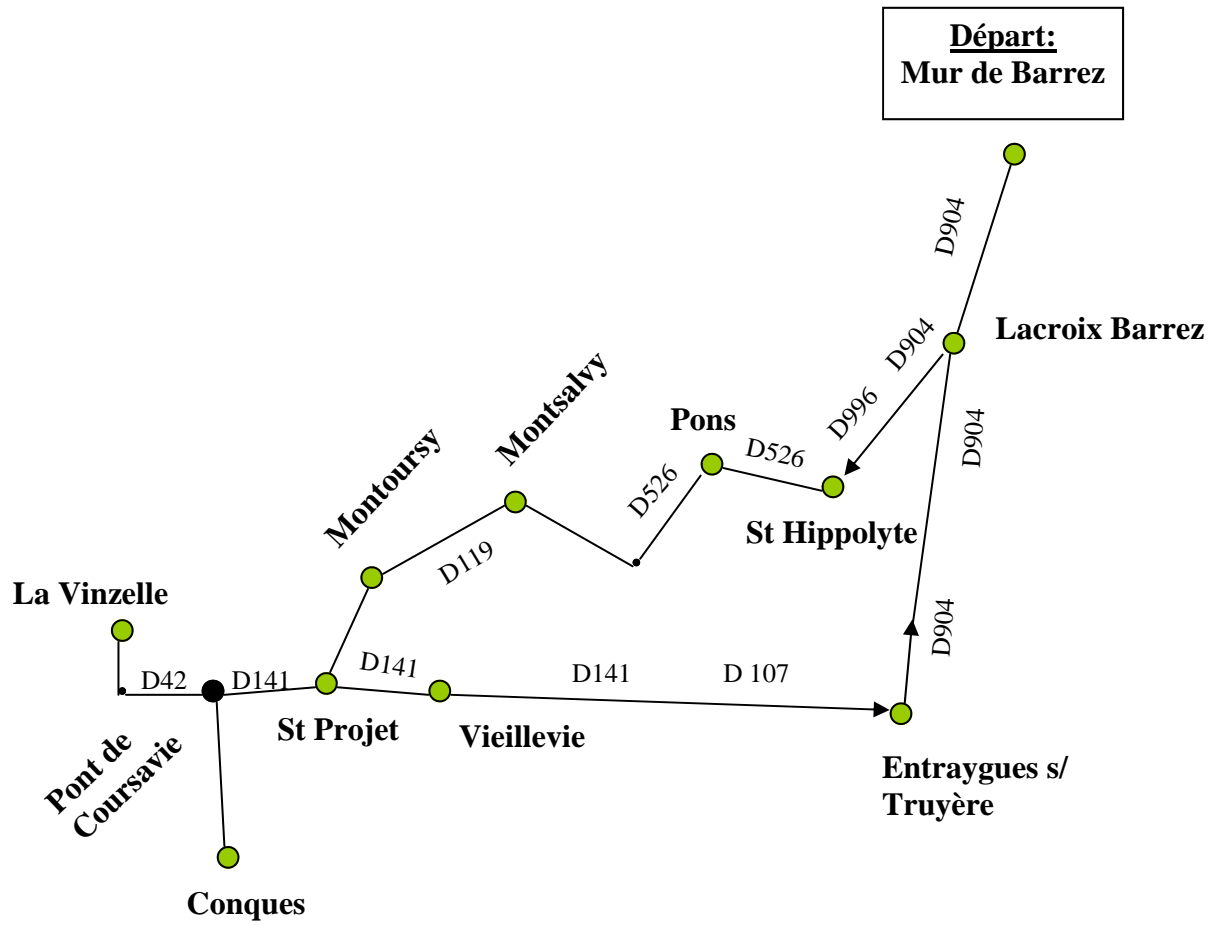 Départ:
Mur de Barrez
D904
Lacroix Barrez
D904
D996
D904
Montsalvy
Pons
D526
D526
Montoursy
St Hippolyte
D119
La Vinzelle
D904
D42
D141
D141
D141
D 107
St Projet
Vieillevie
Pont de
Coursavie
Entraygues s/
Truyère
Conques